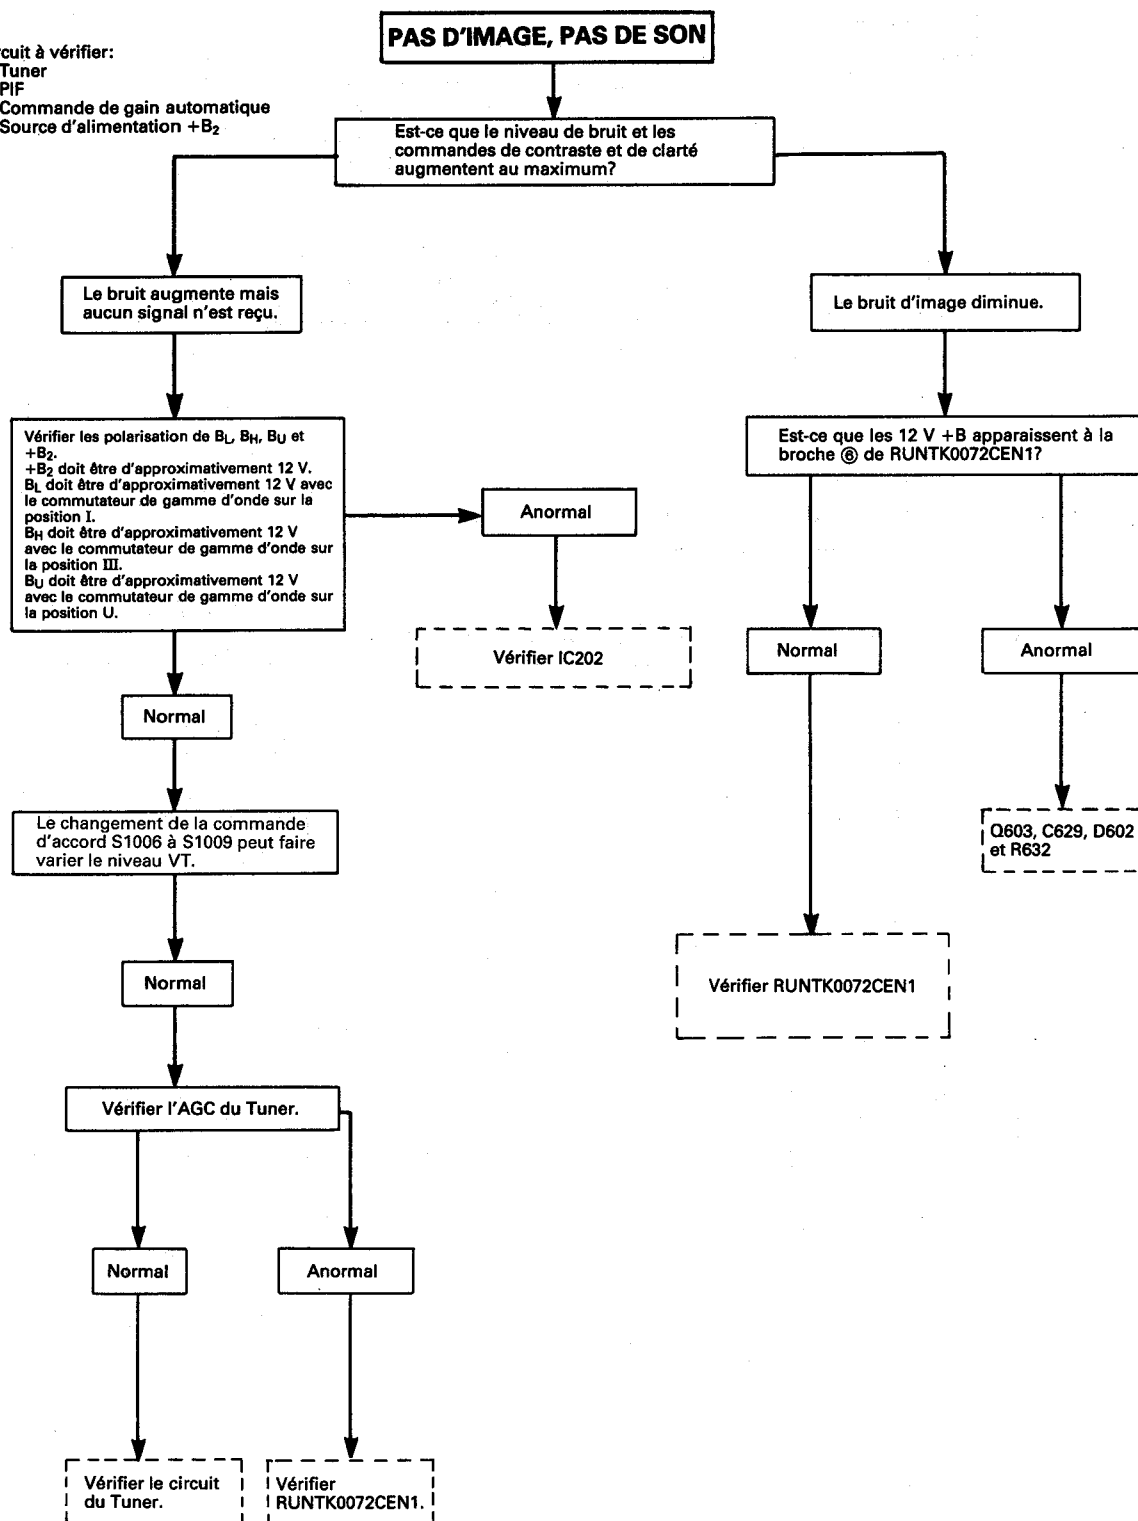 PAS D'IMAGE, PAS DE SON
cuit à vérifier:
Tuner
PIF
Commande de gain automatique
Source d'alimentation +B2
Est-ce que le niveau de bruit et les
commandes de contraste et de clarté
augmentent au maximum?
Le bruit augmente mais
aucun signal n'est reçu.
Le bruit d'image diminue.
Vérifier les polarisation de BL, BH, BU et
+B2.
+B2 doit être d'approximativement 12 V.
BL doit être d'approximativement 12 V avec
le commutateur de gamme d'onde sur la
position I.
BH doit être d'approximativement 12 V
avec le commutateur de gamme d'onde sur
la position III.
BU doit être d'approximativement 12 V
avec le commutateur de gamme d'onde sur
la position U.
Anormal
Vérifier IC202
Est-ce que les 12 V +B apparaissent à la
broche ⑥ de RUNTK0072CEN1?
Normal
Anormal
Normal
Q603, C629, D602
et R632
Le changement de la commande
d'accord S1006 à S1009 peut faire
varier le niveau VT.
Vérifier RUNTK0072CEN1
Normal
Vérifier l'AGC du Tuner.
Normal
Anormal
Vérifier le circuit
du Tuner.
Vérifier
RUNTK0072CEN1.